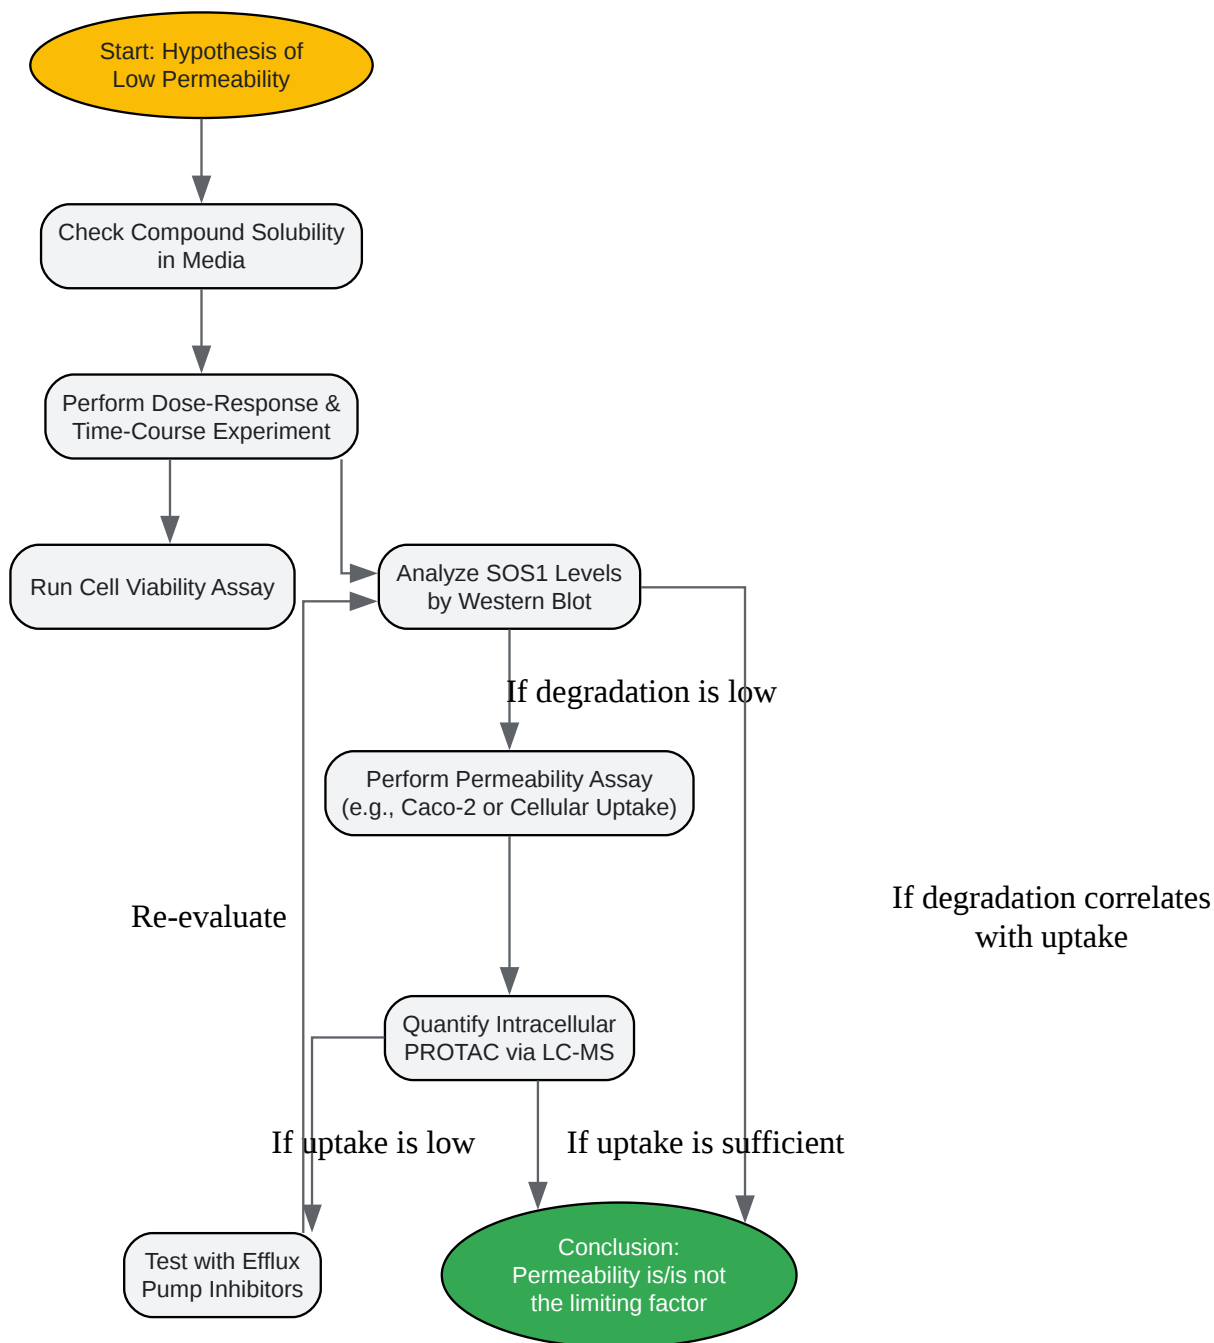 Start: Hypothesis of
Low Permeability
Check Compound Solubility
in Media
Perform Dose-Response &
Time-Course Experiment
Run Cell Viability Assay
Analyze SOS1 Levels
by Western Blot
If degradation is low
Perform Permeability Assay
(e.g., Caco-2 or Cellular Uptake)
Re-evaluate
If degradation correlates
with uptake
Quantify Intracellular
PROTAC via LC-MS
If uptake is low
If uptake is sufficient
Test with Efflux
Pump Inhibitors
Conclusion:
Permeability is/is not
the limiting factor